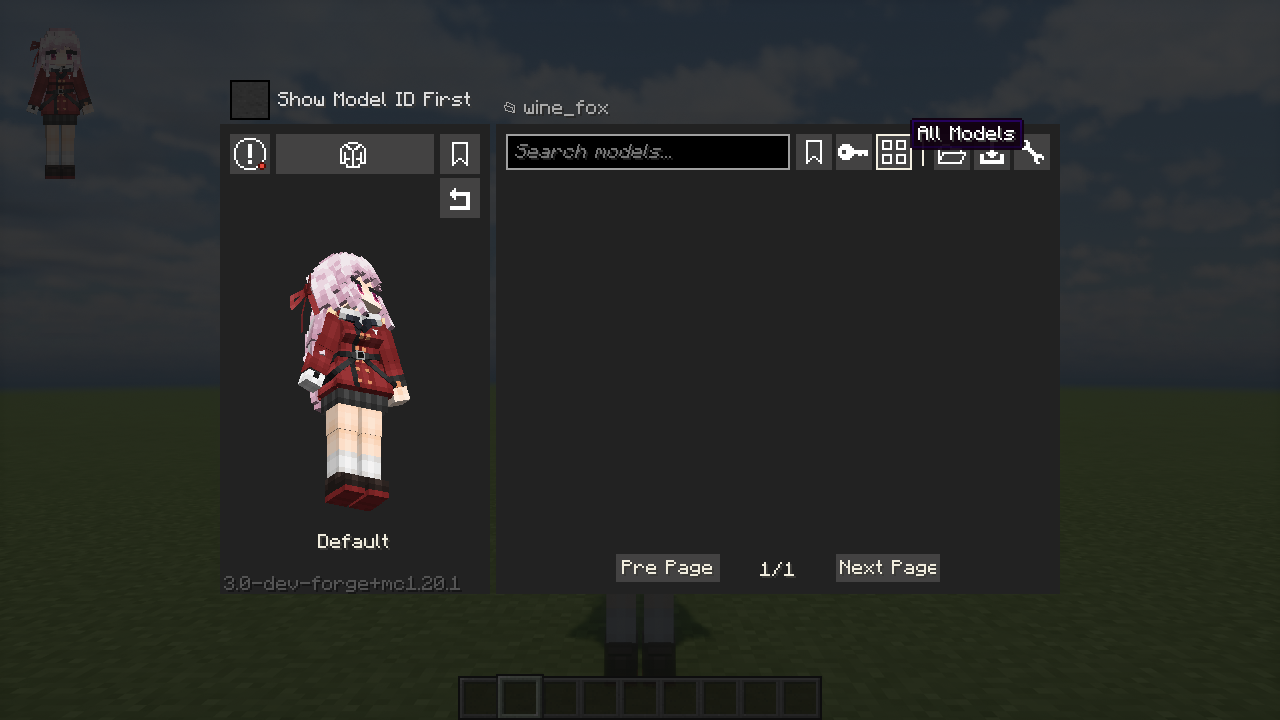 Show Model ID First
wine_fox
All Models
Search models...
Default
Pre Page
1/1
Next Page
3.0-dev-forge+mc1.20.1